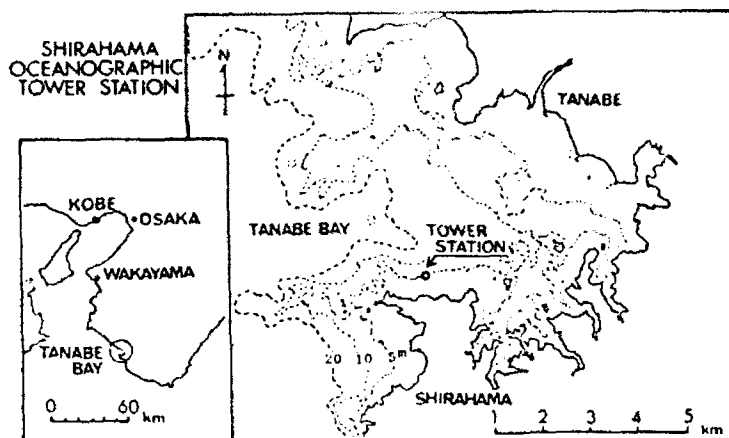 SHIRAHAMA
OCEANOGRAPHIC
TOWER STATION
N
TANABE
KOBE
OSAKA
WAKAYAMA
TANABE
BAY
0 60
km
TANABE BAY
TOWER
STATION
20 10 5m
SHIRAHAMA
1 2 3 4 5
km